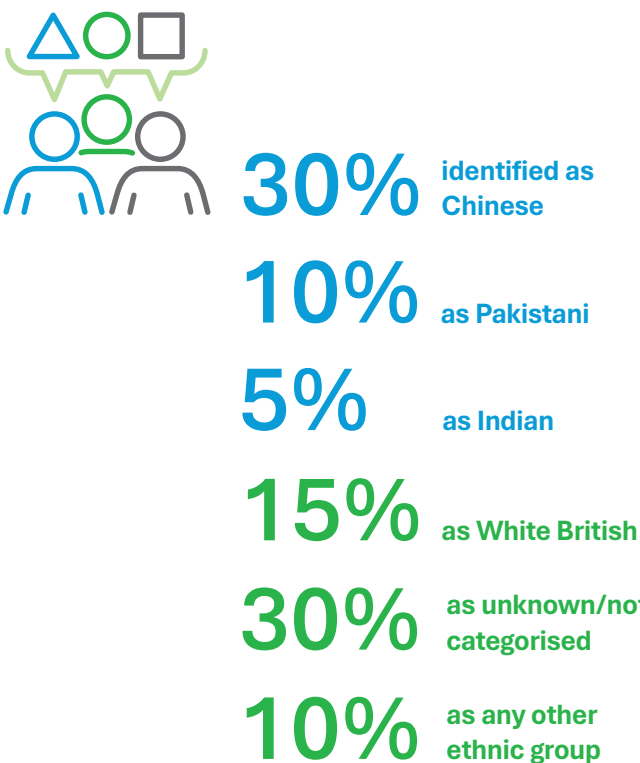 30% identified as
Chinese
10% as Pakistani
5% as Indian
15% as White British
30% as unknown/not
categorised
10% as any other
ethnic group